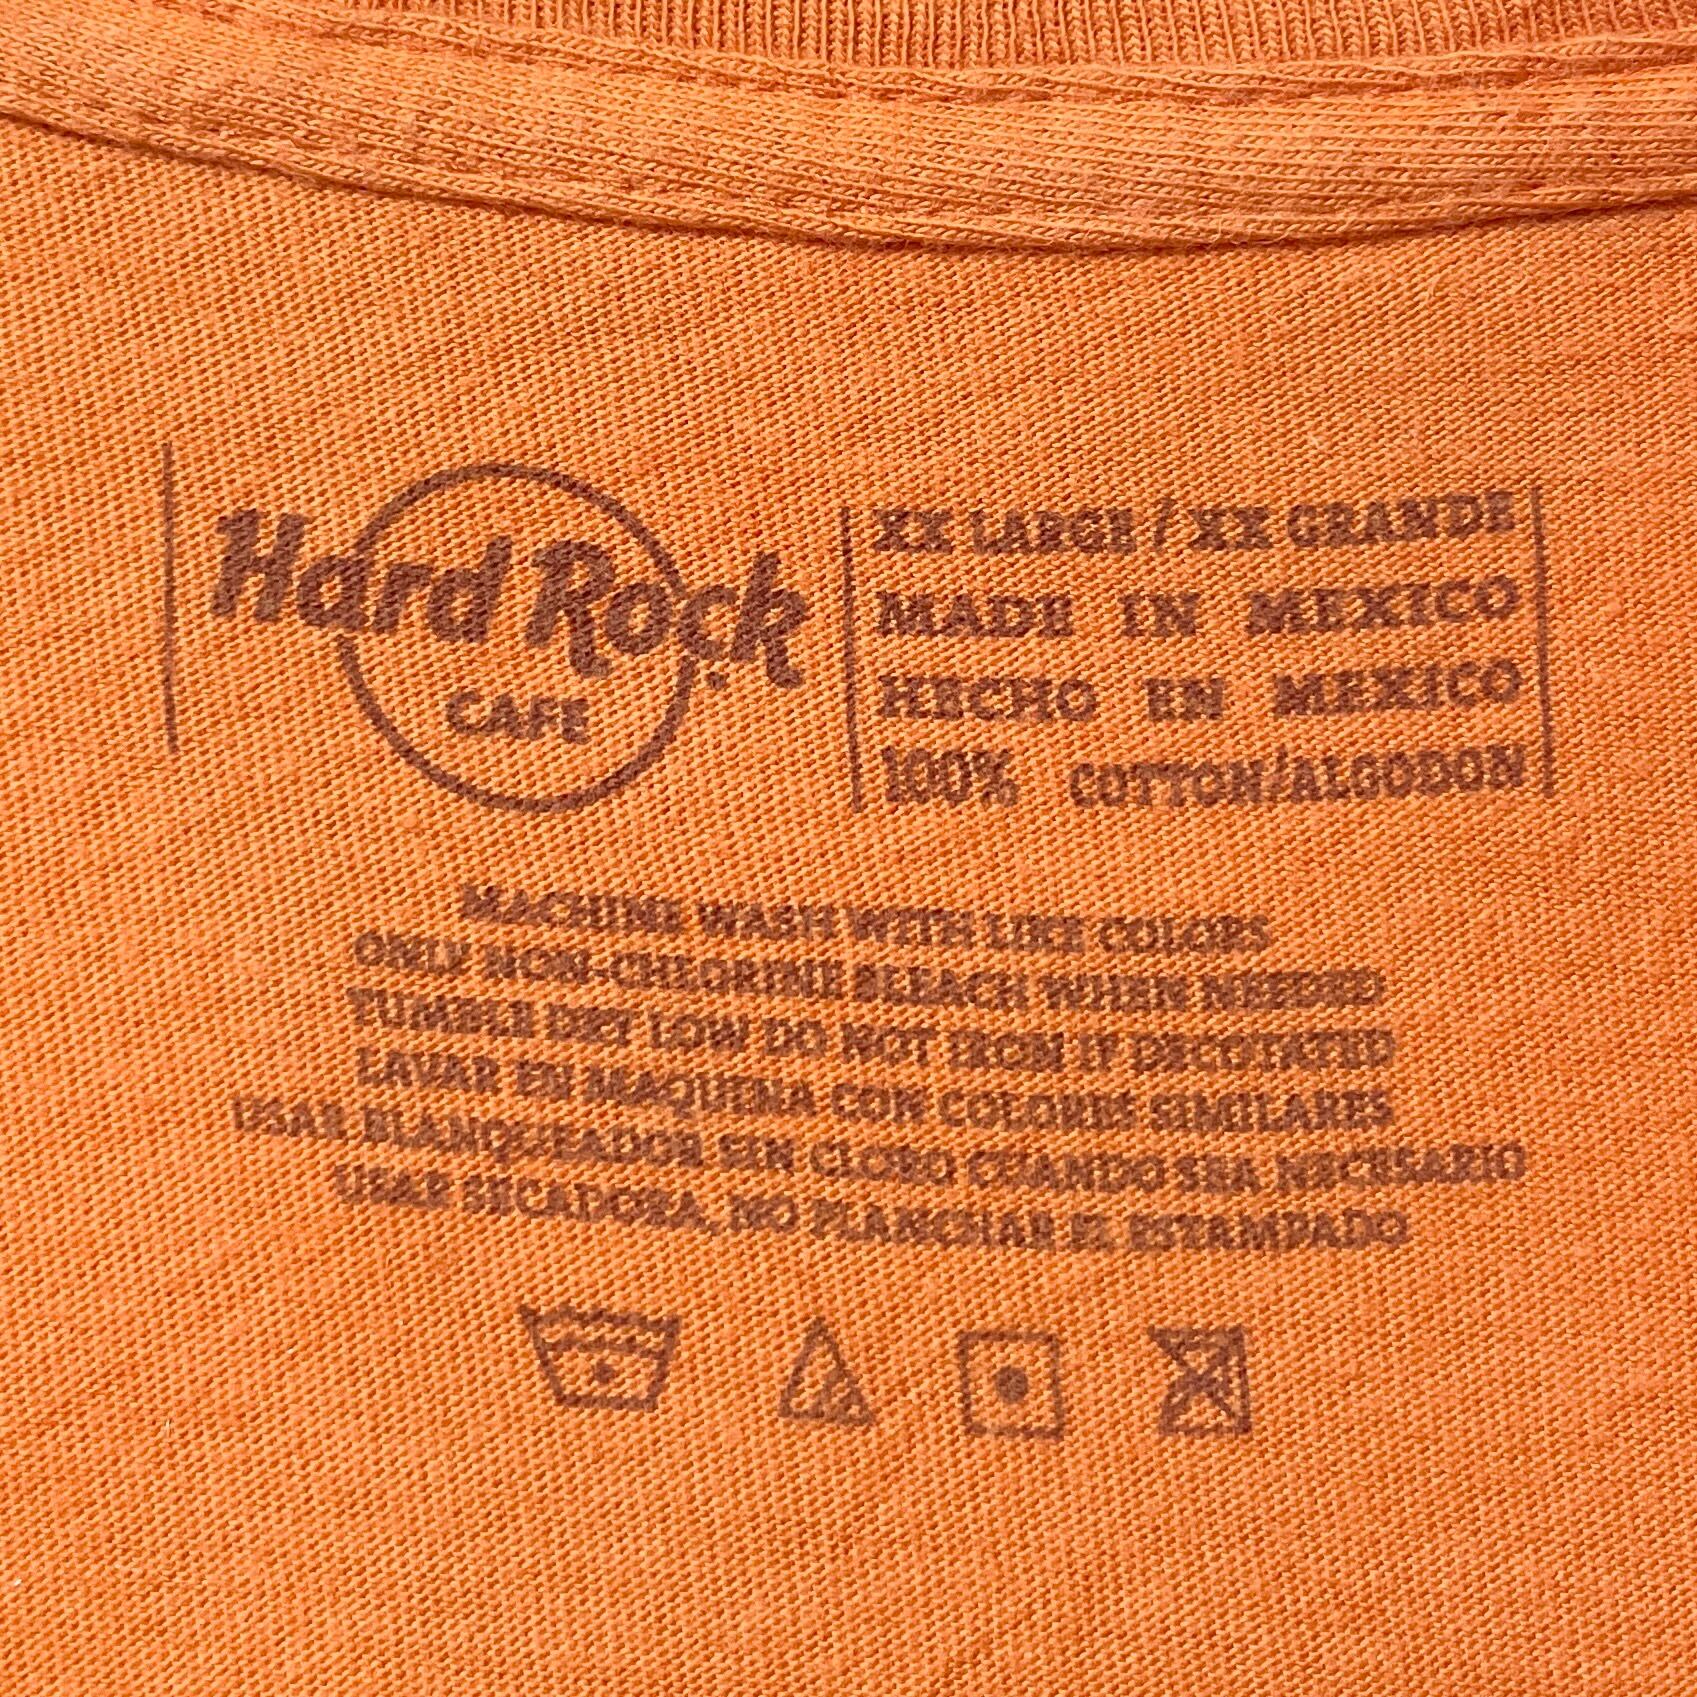 Hard Rock
CAFE
XX LARGE / XX GRANDE
MADE IN MEXICO
HECHO EN MEXICO
100% COTTON/ALGODON
MACHINE WASH WITH LIKE COLORS
ONLY NON-CHLORINE BLEACH WHEN NEEDED
TUMBLE DRY LOW DO NOT IRON IF DECOTATED
LAVAR EN MAQUINA CON COLORES SIMILARES
USAR BLANQUEADOR SIN CLORO CUANDO SEA NECESSARIO
USAR SECADORA, NO PLANCHAR EL ESTAMPADO